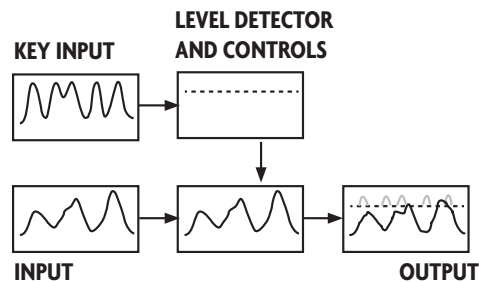 LEVEL DETECTOR
AND CONTROLS
KEY INPUT
INPUT
OUTPUT